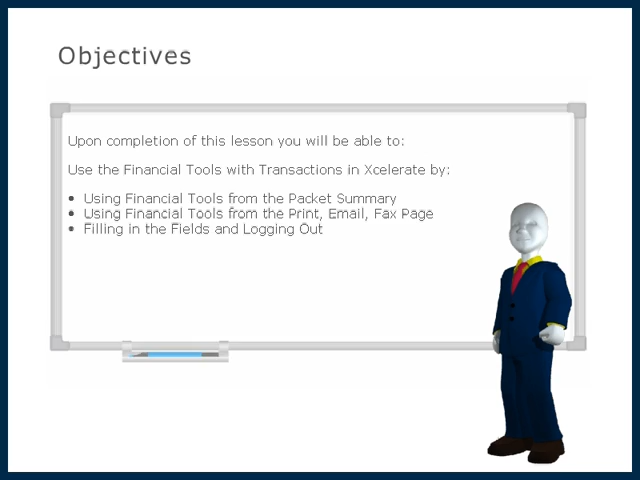 Objectives
Upon completion of this lesson you will be able to:
Use the Financial Tools with Transactions in Xcelerate by:
• Using Financial Tools from the Packet Summary
• Using Financial Tools from the Print, Email, Fax Page
• Filling in the Fields and Logging Out